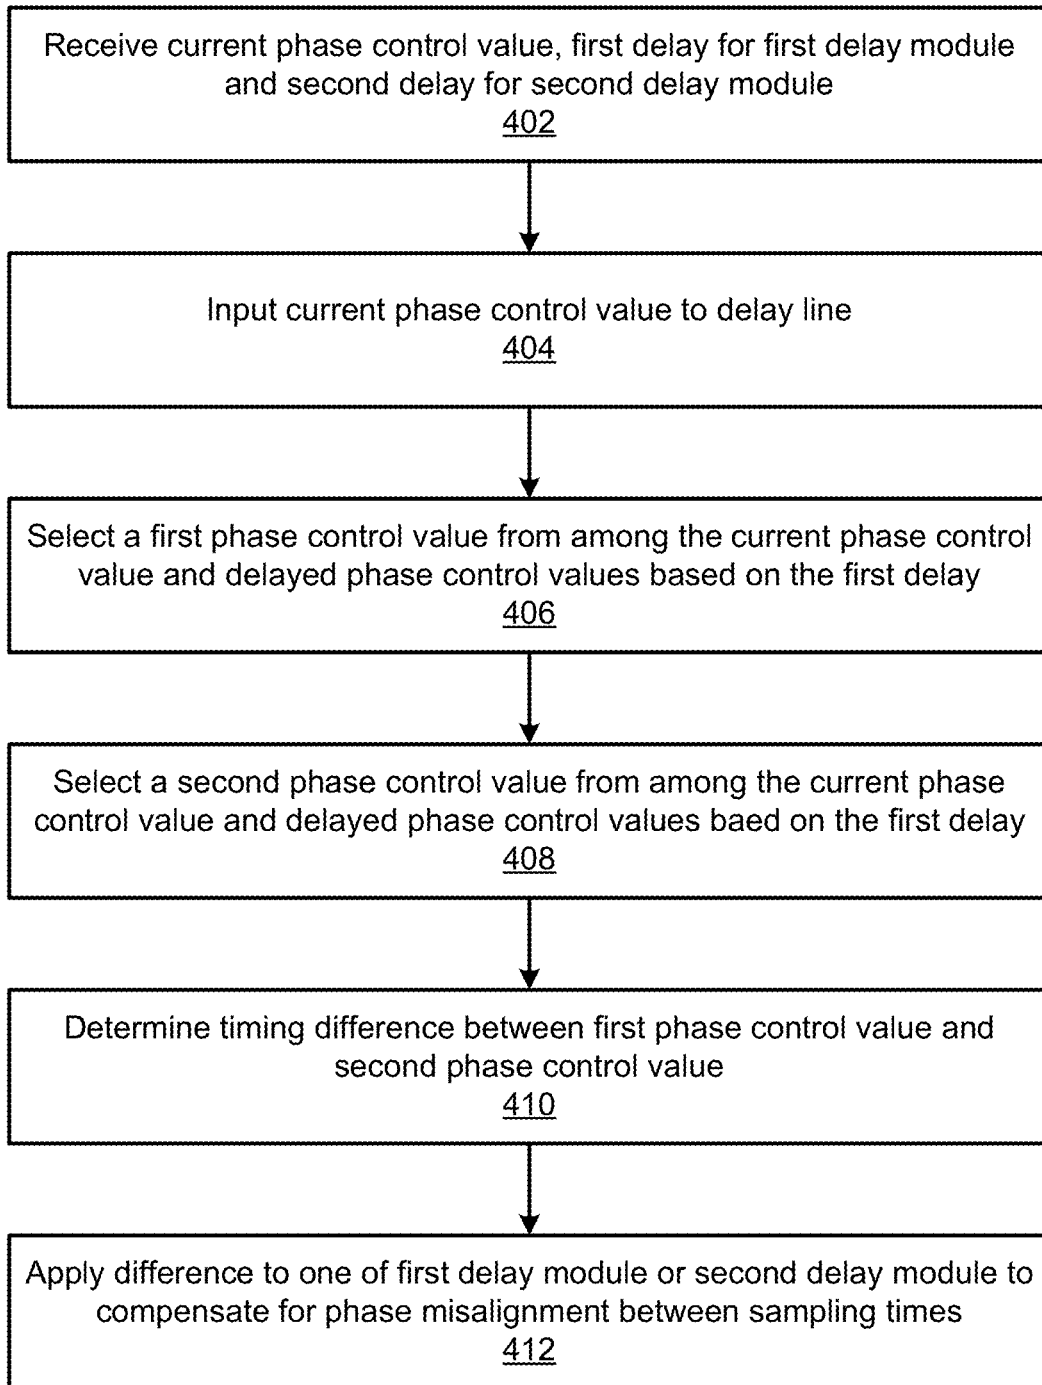 Receive current phase control value, first delay for first delay module
and second delay for second delay module
402
Input current phase control value to delay line
404
Select a first phase control value from among the current phase control
value and delayed phase control values based on the first delay
406
Select a second phase control value from among the current phase
control value and delayed phase control values baed on the first delay
408
Determine timing difference between first phase control value and
second phase control value
410
Apply difference to one of first delay module or second delay module to
compensate for phase misalignment between sampling times
412